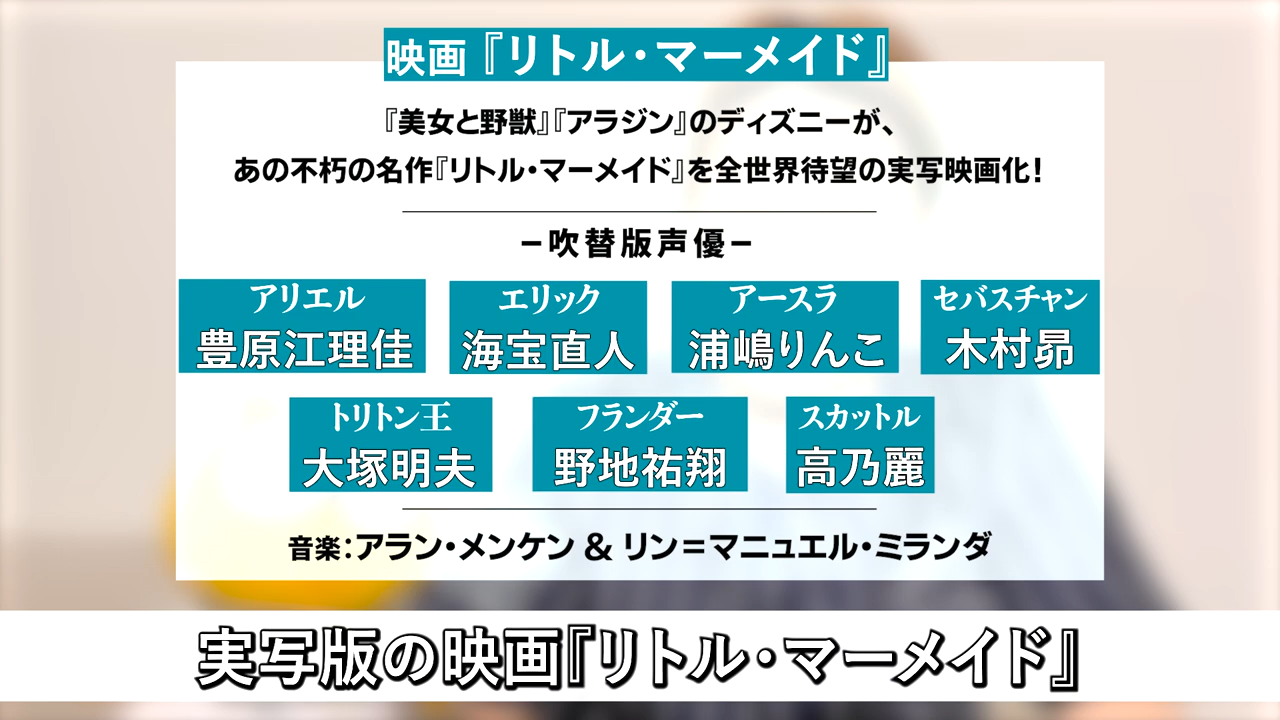 映画『リトル・マーメイド』
『美女と野獣』『アラジン』のディズニーが、
あの不朽の名作『リトル・マーメイド』を全世界待望の実写映画化!
－吹替版声優－
アリエル
豊原江理佳
エリック
海宝直人
アースラ
浦嶋りんこ
セバスチャン
木村昴
トリトン王
大塚明夫
フランダー
野地祐翔
スカットル
高乃麗
音楽:アラン・メンケン & リン=マニュエル・ミランダ
実写版の映画『リトル・マーメイド』